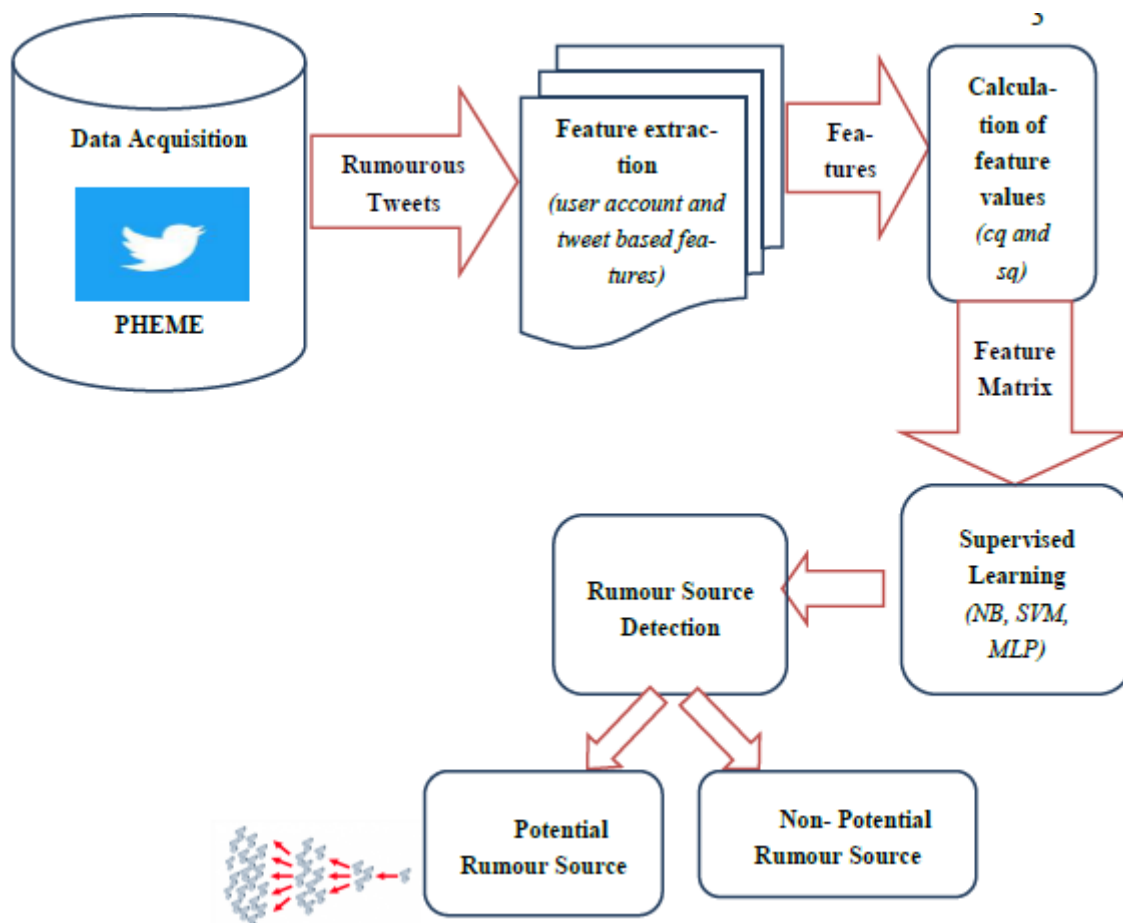 Data Acquisition
PHEME
Rumourous
Tweets
Feature extrac-
tion
(user account and
tweet based fea-
tures)
Fea-
tures
Calcula-
tion of
feature
values
(cq and
sq)
Feature
Matrix
Supervised
Learning
(NB, SVM,
MLP)
Rumour Source
Detection
Potential
Rumour Source
Non- Potential
Rumour Source